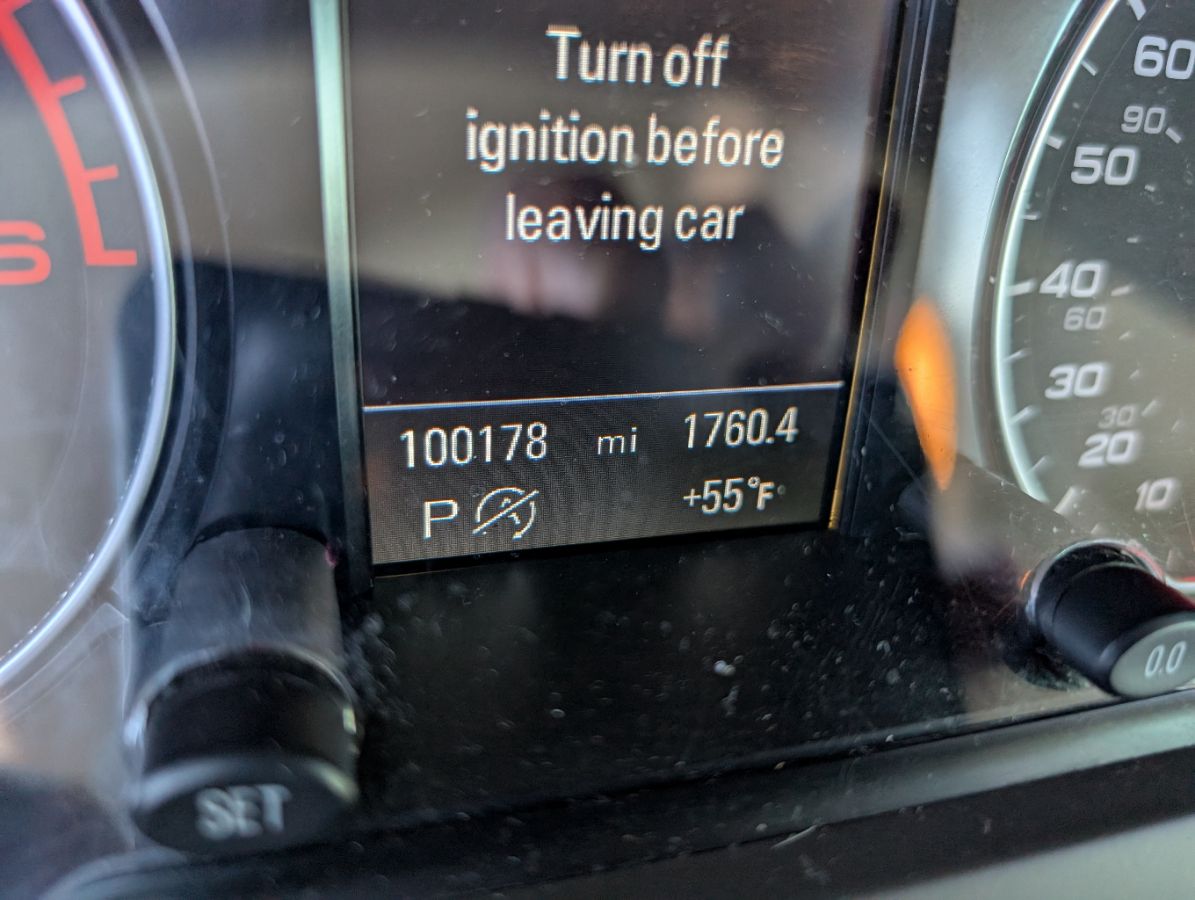 Turn off
ignition before
leaving car
100178 mi 1760.4
P A +55°F
S
60
90
50
40
60
30
30
20
10
SET
0.0